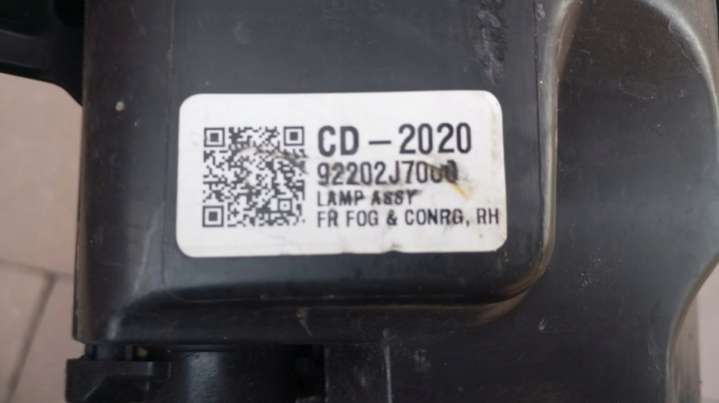 CD-2020
92202J7000
LAMP ASSY
FR FOG & CONRG, RH